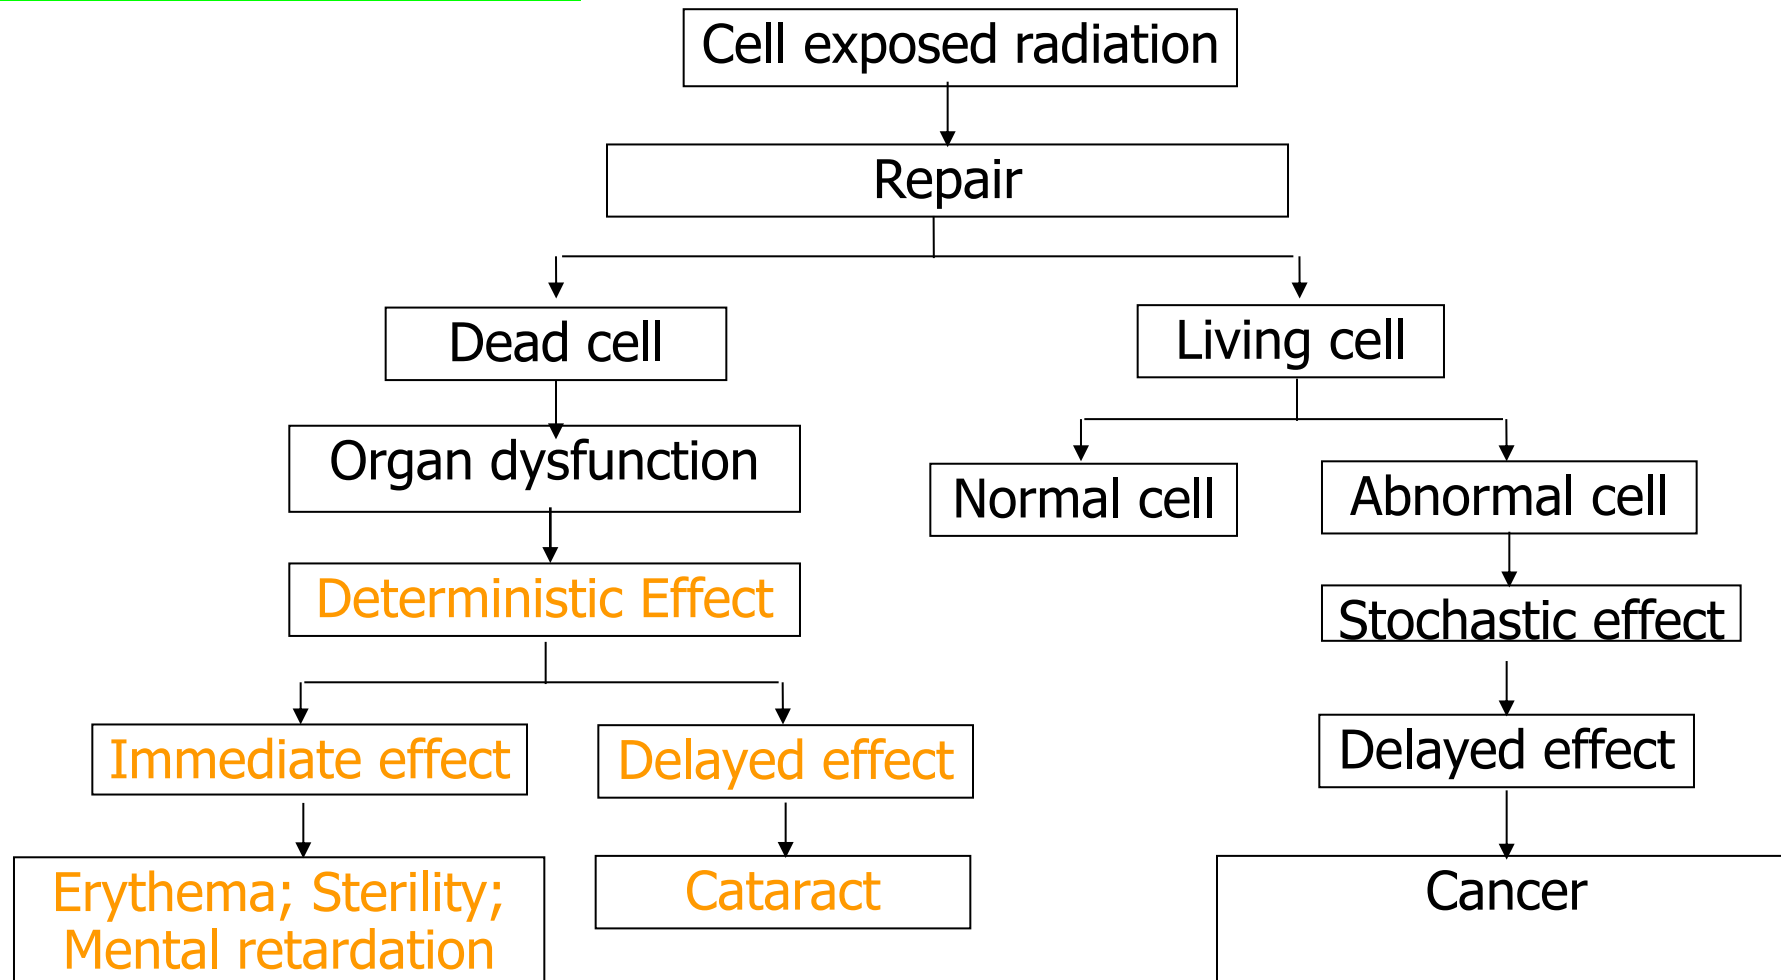 Cell exposed radiation
Repair
Dead cell
Living cell
Organ dysfunction
Normal cell
Abnormal cell
Deterministic Effect
Stochastic effect
Immediate effect
Delayed effect
Delayed effect
Erythema; Sterility;
Mental retardation
Cataract
Cancer